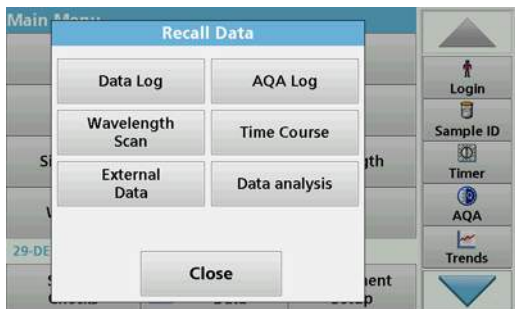 Main Menu
Recall Data
Data Log
AQA Log
Wavelength
Scan
Time Course
External
Data
Data analysis
Close
29-DE
Login
Sample ID
Timer
AQA
Trends